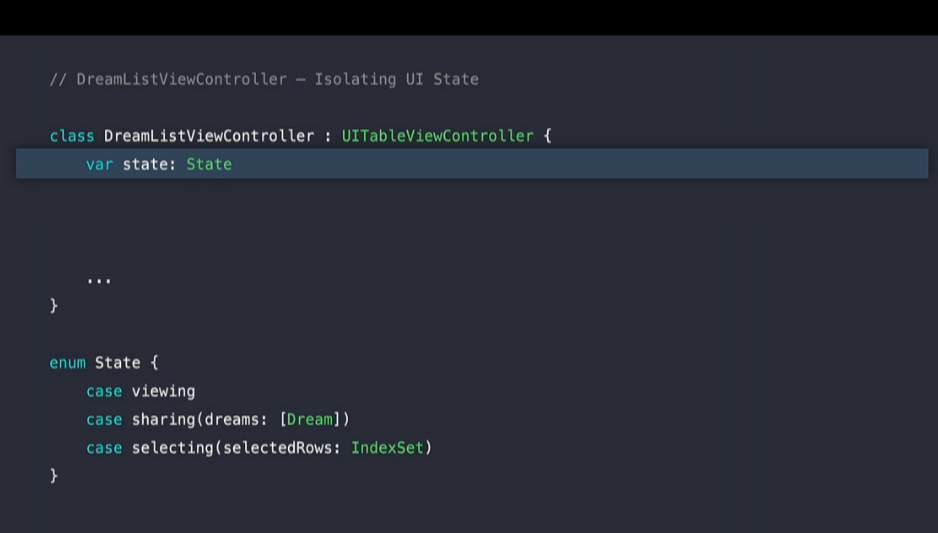 // DreamListViewController — Isolating UI State
class DreamListViewController : UITableViewController {
var state: State
...
}
enum State {
case viewing
case sharing(dreams: [Dream])
case selecting(selectedRows: IndexSet)
}